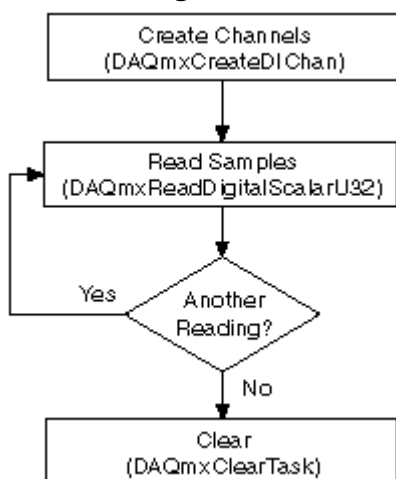 Create Channels
(DAQmxCreateDIChan)
Read Samples
(DAQmxReadDigitalScalarU32)
Yes
Another
Reading?
No
Clear
(DAQmxClearTask)